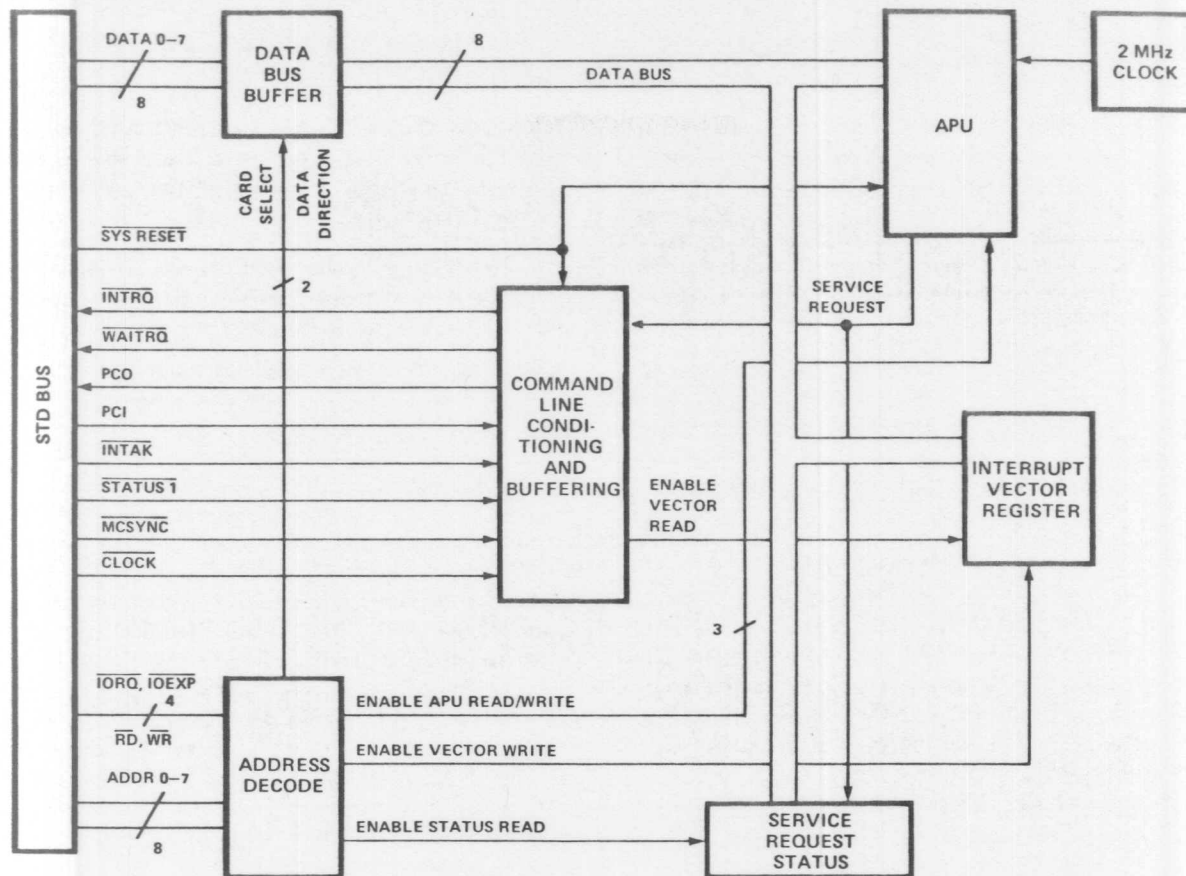 DATA 0–7
8
DATA
BUS
BUFFER
8
DATA BUS
APU
2 MHz
CLOCK
CARD
SELECT
DATA
DIRECTION
2
STD BUS
SYS RESET
INTRQ
WAITRQ
PCO
PCI
INTAK
STATUS 1
MCSYNC
CLOCK
COMMAND
LINE
CONDI-
TIONING
AND
BUFFERING
SERVICE
REQUEST
ENABLE
VECTOR
READ
INTERRUPT
VECTOR
REGISTER
3
IORQ, IOEXP
4
RD, WR
ADDR 0–7
8
ADDRESS
DECODE
ENABLE APU READ/WRITE
ENABLE VECTOR WRITE
ENABLE STATUS READ
SERVICE
REQUEST
STATUS